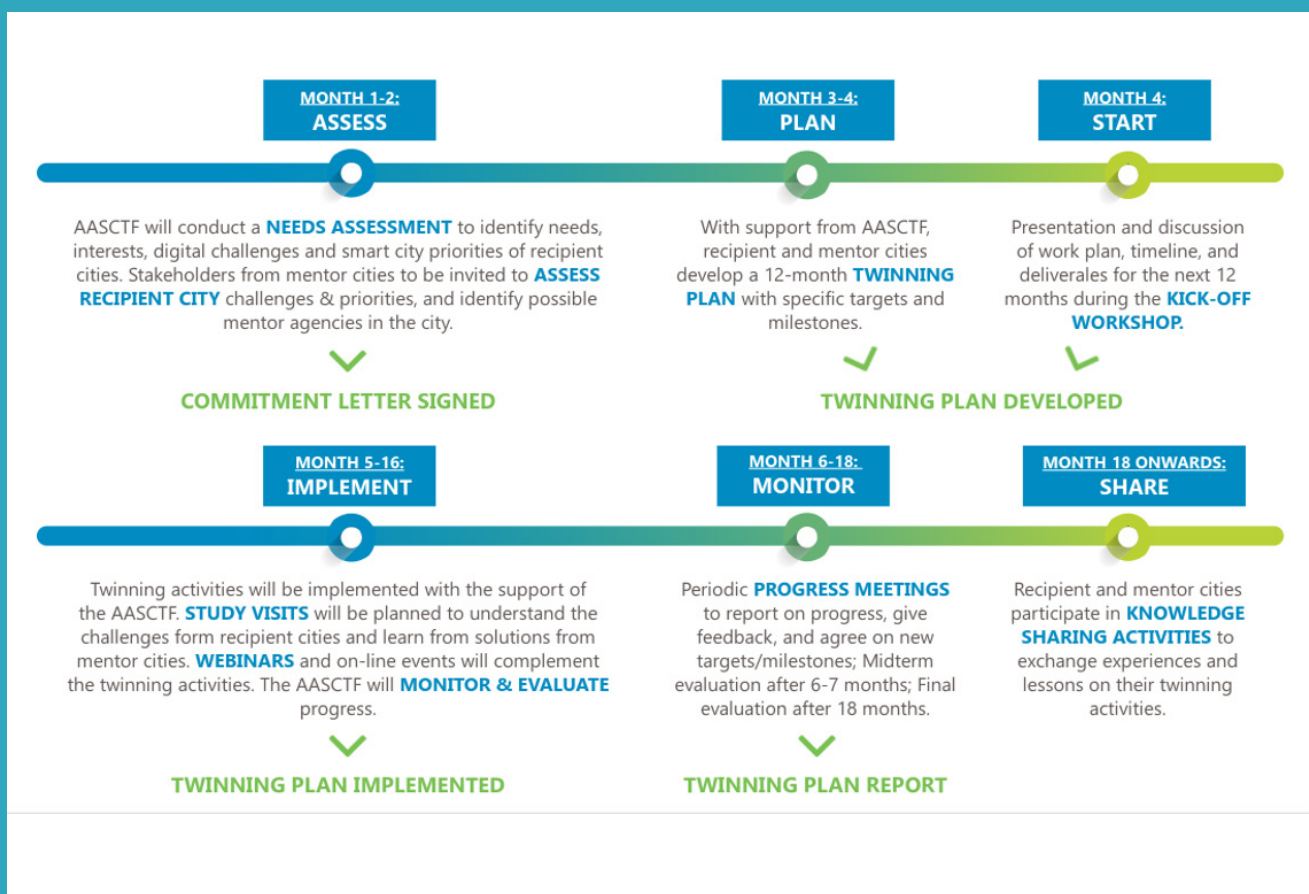 MONTH 1-2:
ASSESS
AASCTF will conduct a NEEDS ASSESSMENT to identify needs,
interests, digital challenges and smart city priorities of recipient
cities. Stakeholders from mentor cities to be invited to ASSESS
RECIPIENT CITY challenges & priorities, and identify possible
mentor agencies in the city.
COMMITMENT LETTER SIGNED
MONTH 3-4:
PLAN
With support from AASCTF,
recipient and mentor cities
develop a 12-month TWINNING
PLAN with specific targets and
milestones.
MONTH 4:
START
Presentation and discussion
of work plan, timeline, and
deliverales for the next 12
months during the KICK-OFF
WORKSHOP.
TWINNING PLAN DEVELOPED
MONTH 5-16:
IMPLEMENT
Twinning activities will be implemented with the support of
the AASCTF. STUDY VISITS will be planned to understand the
challenges form recipient cities and learn from solutions from
mentor cities. WEBINARS and on-line events will complement
the twinning activities. The AASCTF will MONITOR & EVALUATE
progress.
TWINNING PLAN IMPLEMENTED
MONTH 6-18:
MONITOR
Periodic PROGRESS MEETINGS
to report on progress, give
feedback, and agree on new
targets/milestones; Midterm
evaluation after 6-7 months; Final
evaluation after 18 months.
TWINNING PLAN REPORT
MONTH 18 ONWARDS:
SHARE
Recipient and mentor cities
participate in KNOWLEDGE
SHARING ACTIVITIES to
exchange experiences and
lessons on their twinning
activities.